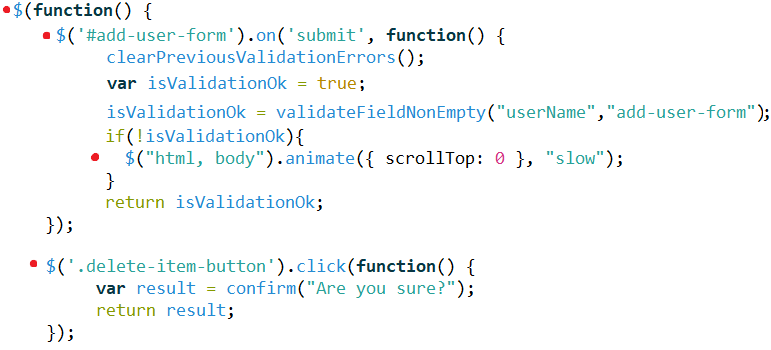 $(function() {
$('#add-user-form').on('submit', function() {
clearPreviousValidationErrors();
var isValidationOk = true;
isValidationOk = validateFieldNonEmpty("userName","add-user-form");
if(!isValidationOk){
$("html, body").animate({ scrollTop: 0 }, "slow");
}
return isValidationOk;
});
$('.delete-item-button').click(function() {
var result = confirm("Are you sure?");
return result;
});